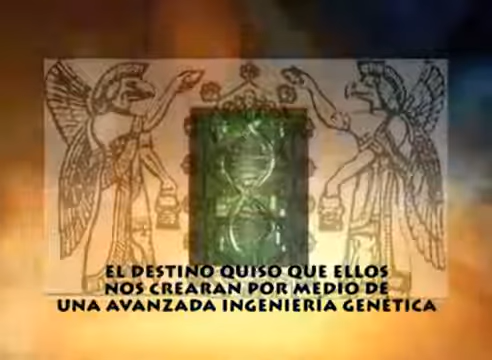 EL DESTINO QUISO QUE ELLOS
NOS CREARAN POR MEDIO DE
UNA AVANZADA INGENIERÍA GENÉTICA